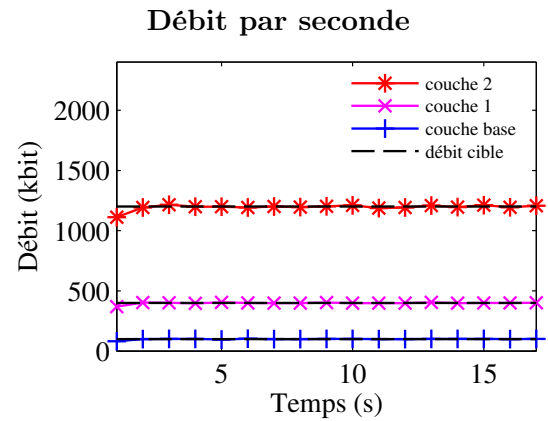 Débit par seconde
couche 2
couche 1
couche base
débit cible
Débit (kbit)
2000
1500
1000
500
0
5
10
15
Temps (s)